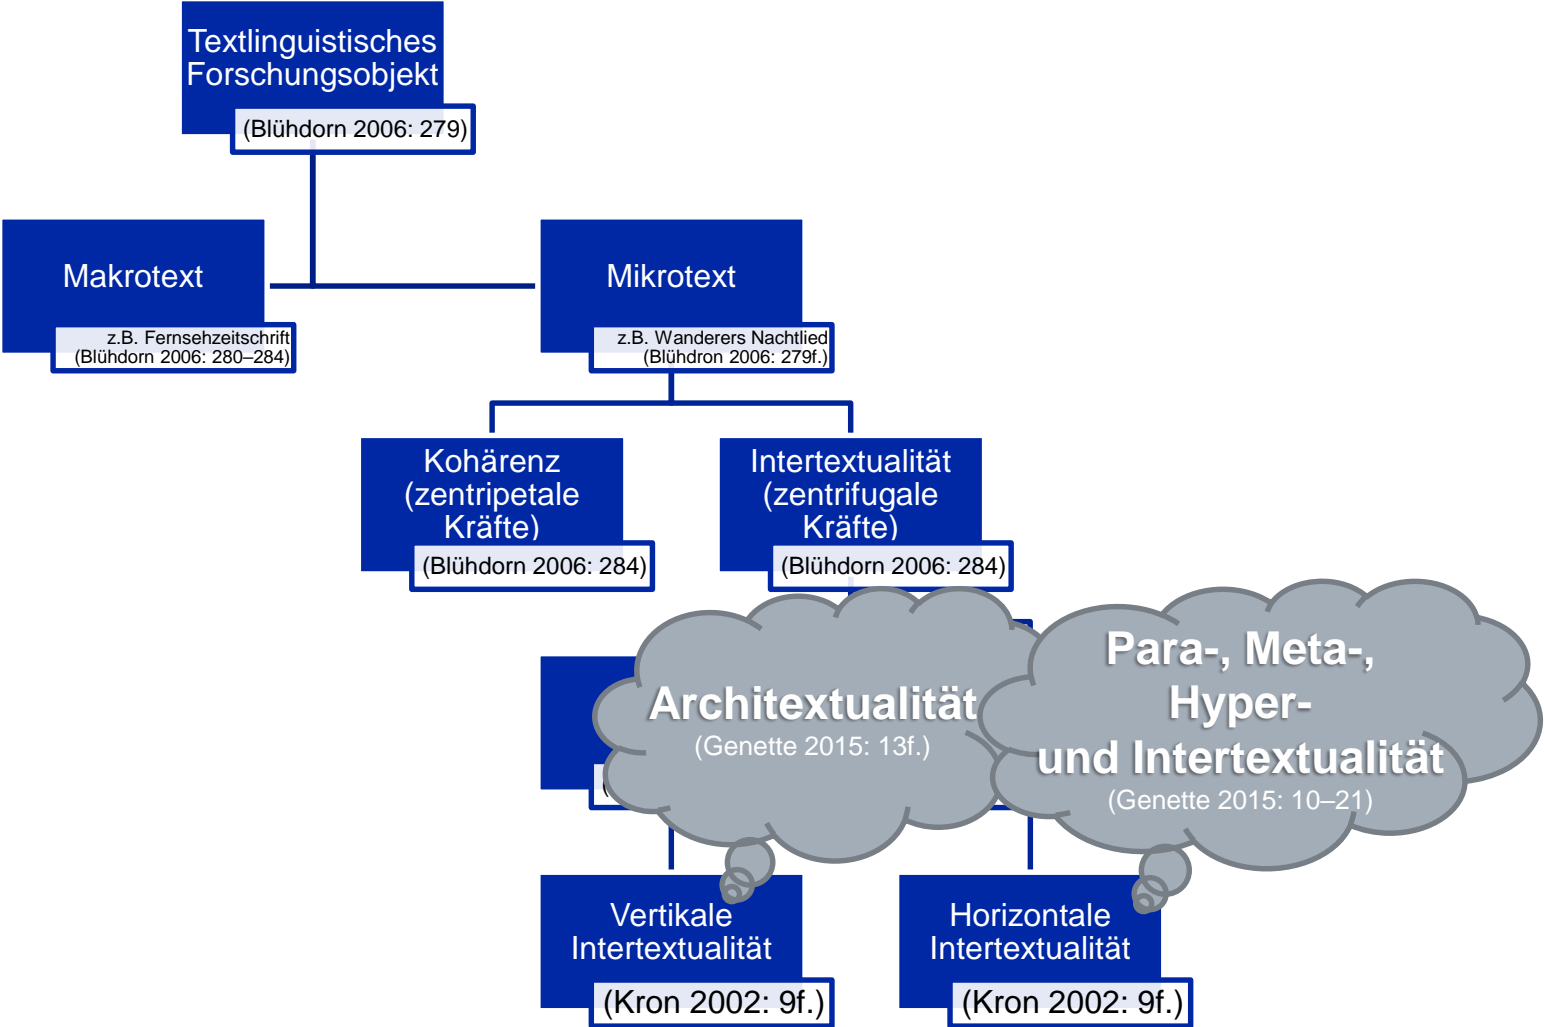 Textlinguistisches
Forschungsobjekt
(Blühdorn 2006: 279)
Makrotext
z.B. Fernsehzeitschrift
(Blühdorn 2006: 280–284)
Mikrotext
z.B. Wanderers Nachtlied
(Blühdron 2006: 279f.)
Kohärenz
(zentripetale
Kräfte)
(Blühdorn 2006: 284)
Intertextualität
(zentrifugale
Kräfte)
(Blühdorn 2006: 284)
Architextualität
(Genette 2015: 13f.)
Para-, Meta-,
Hyper-
und Intertextualität
(Genette 2015: 10–21)
Vertikale
Intertextualität
(Kron 2002: 9f.)
Horizontale
Intertextualität
(Kron 2002: 9f.)